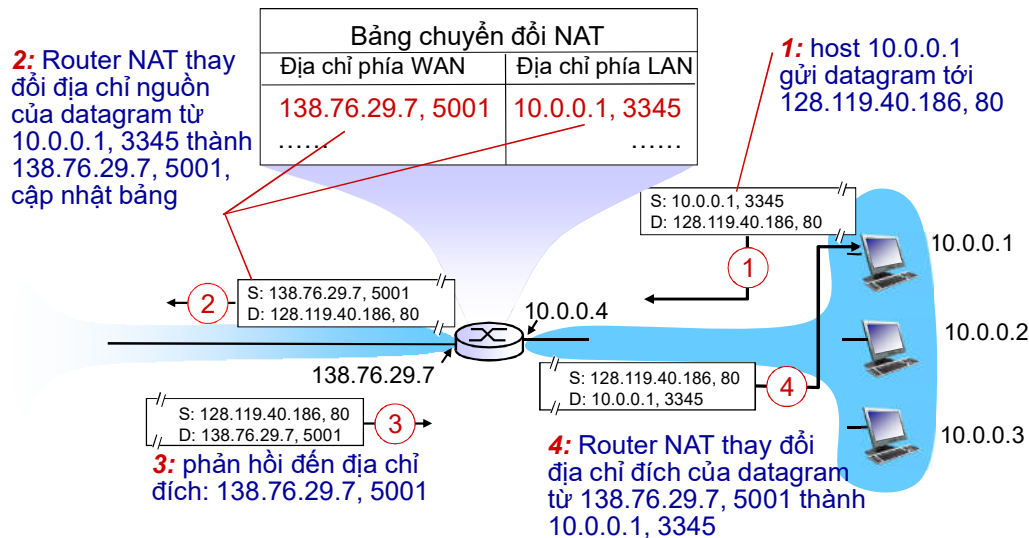 Bảng chuyển đổi NAT
Địa chỉ phía WAN
Địa chỉ phía LAN
138.76.29.7, 5001
10.0.0.1, 3345
……
……
2: Router NAT thay
đổi địa chỉ nguồn
của datagram từ
10.0.0.1, 3345 thành
138.76.29.7, 5001,
cập nhật bảng
1: host 10.0.0.1
gửi datagram tới
128.119.40.186, 80
S: 10.0.0.1, 3345
D: 128.119.40.186, 80
1
10.0.0.1
2
S: 138.76.29.7, 5001
D: 128.119.40.186, 80
10.0.0.4
10.0.0.2
138.76.29.7
S: 128.119.40.186, 80
D: 10.0.0.1, 3345
4
S: 128.119.40.186, 80
D: 138.76.29.7, 5001
3
10.0.0.3
3: phản hồi đến địa chỉ
đích: 138.76.29.7, 5001
4: Router NAT thay đổi
địa chỉ đích của datagram
từ 138.76.29.7, 5001 thành
10.0.0.1, 3345